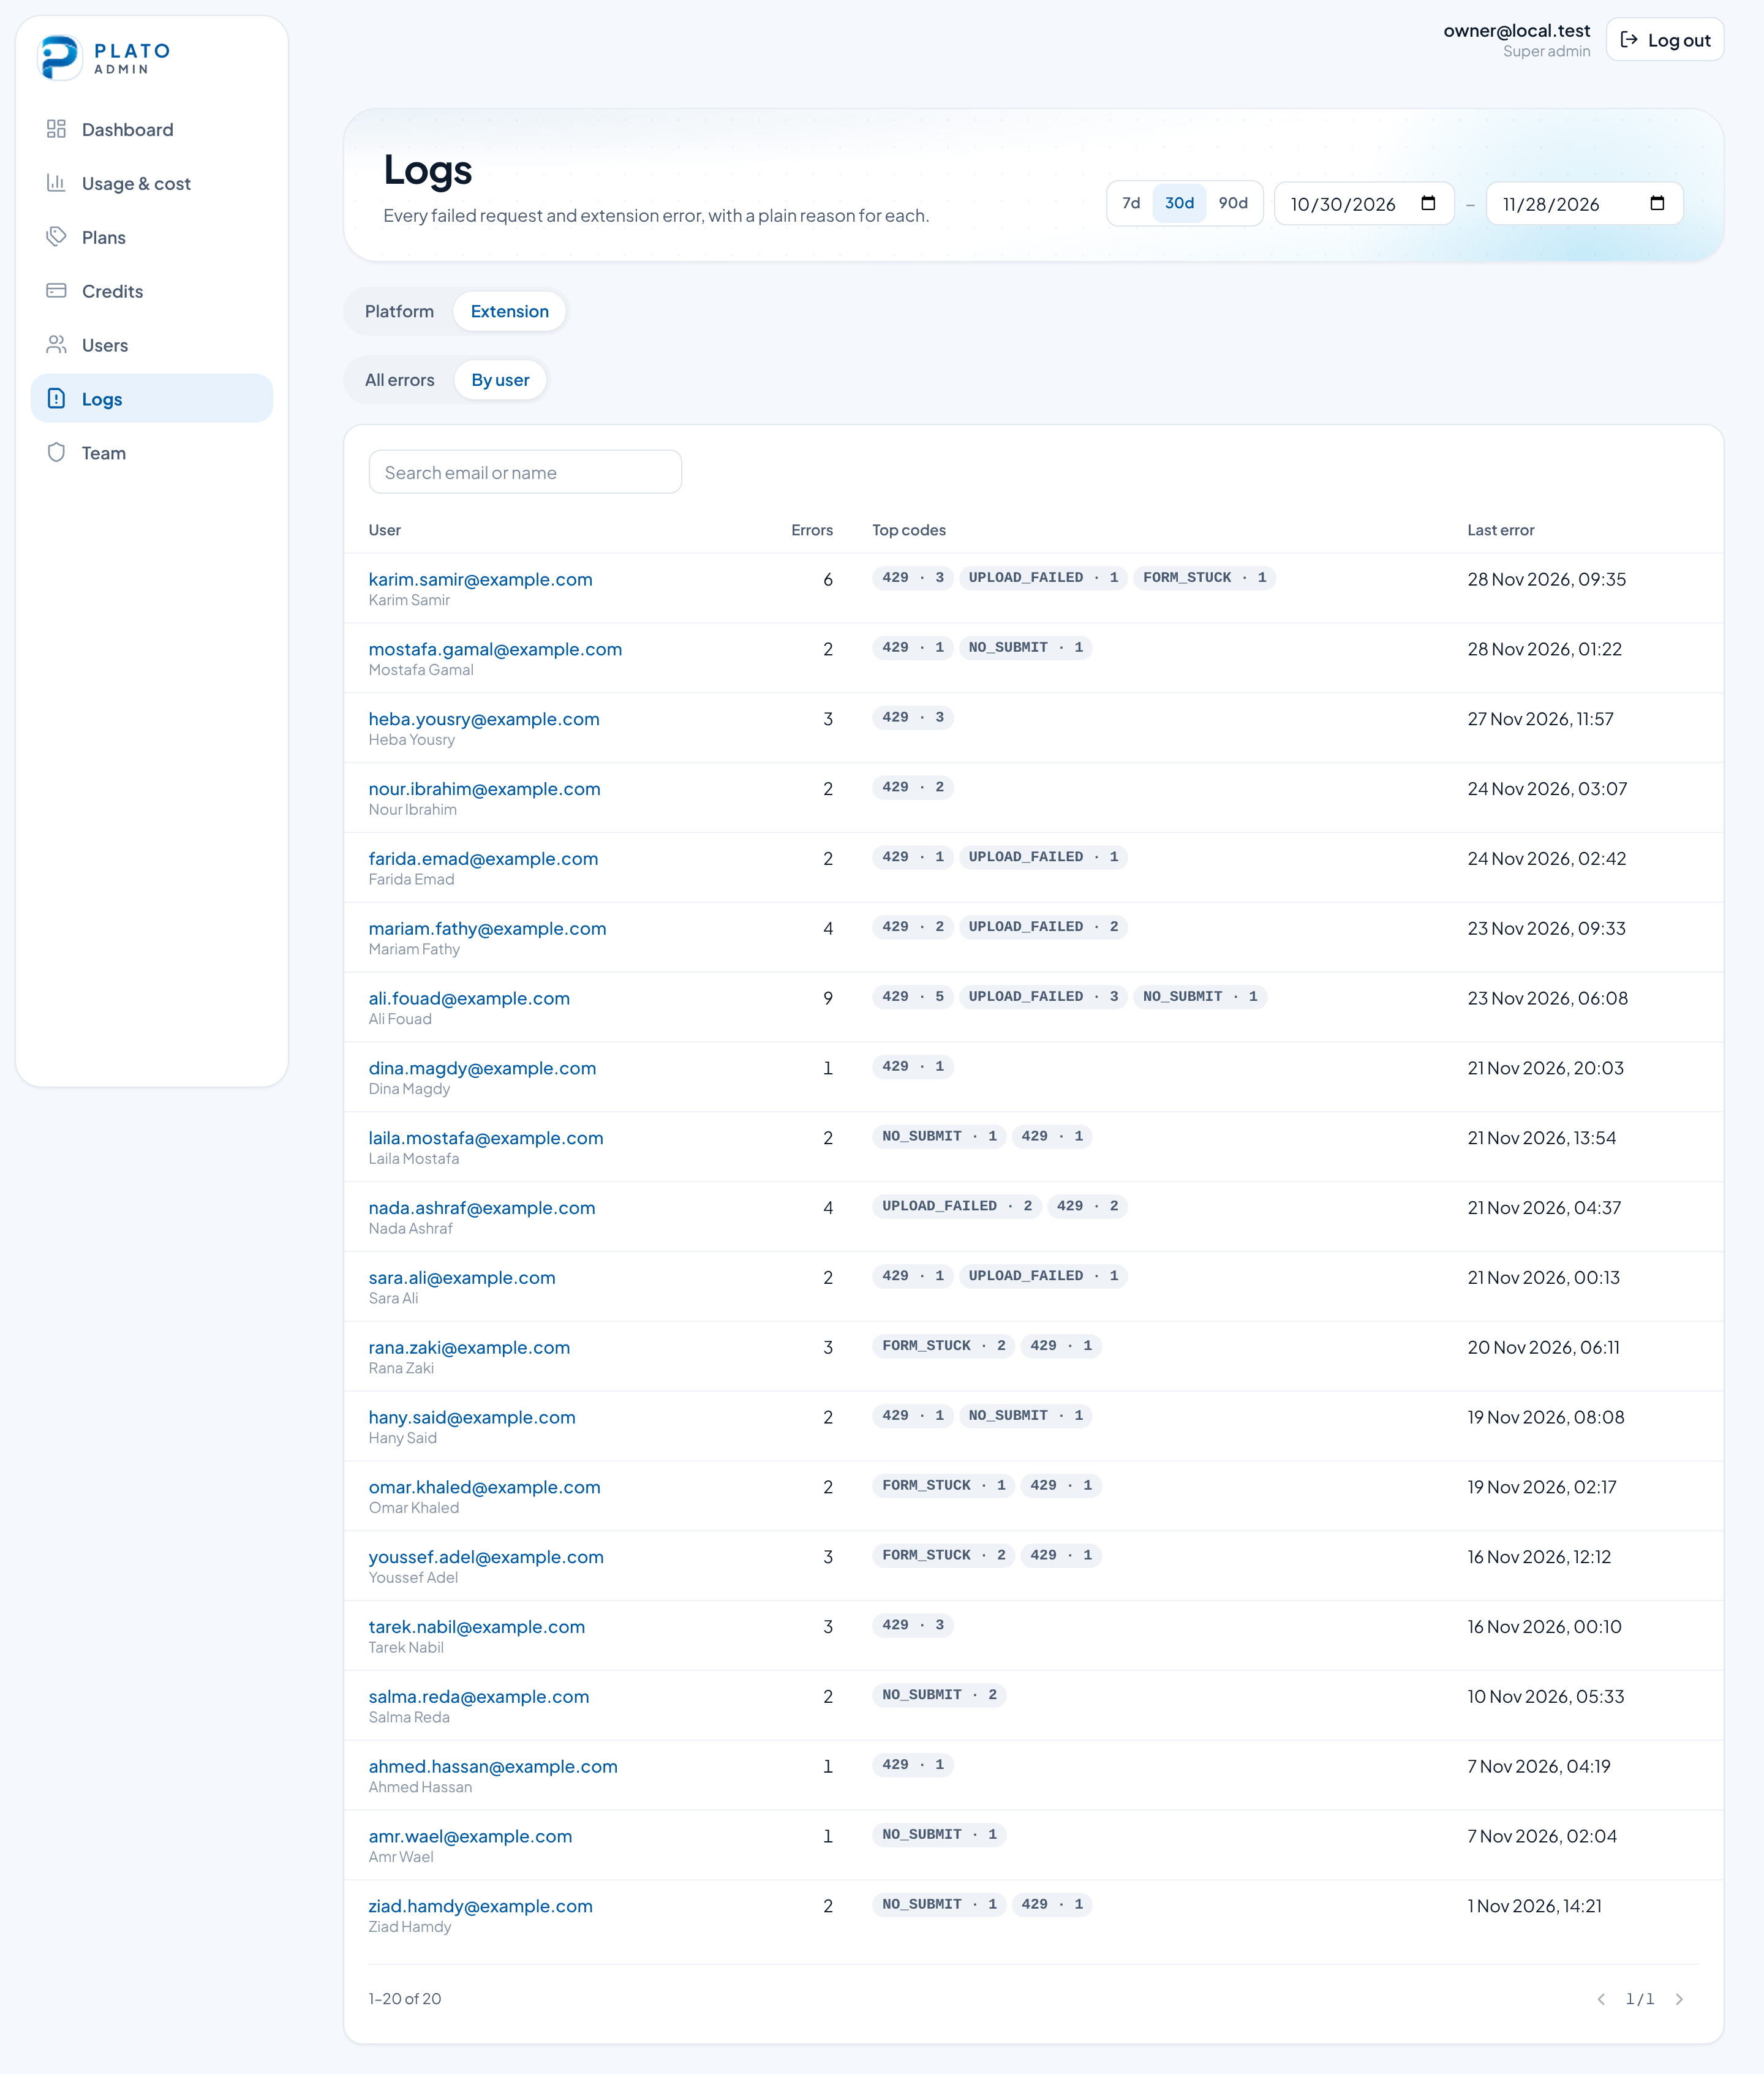 PLATO
ADMIN
Dashboard
Usage & cost
Plans
Credits
Users
Logs
Team
owner@local.test
Super admin
Log out
Logs
Every failed request and extension error, with a plain reason for each.
7d 30d 90d 10/30/2026 – 11/28/2026
Platform Extension
All errors By user
Search email or name
User Errors Top codes Last error
karim.samir@example.com 6 429 · 3 UPLOAD_FAILED · 1 FORM_STUCK · 1 28 Nov 2026, 09:35
Karim Samir
mostafa.gamal@example.com 2 429 · 1 NO_SUBMIT · 1 28 Nov 2026, 01:22
Mostafa Gamal
heba.yousry@example.com 3 429 · 3 27 Nov 2026, 11:57
Heba Yousry
nour.ibrahim@example.com 2 429 · 2 24 Nov 2026, 03:07
Nour Ibrahim
farida.emad@example.com 2 429 · 1 UPLOAD_FAILED · 1 24 Nov 2026, 02:42
Farida Emad
mariam.fathy@example.com 4 429 · 2 UPLOAD_FAILED · 2 23 Nov 2026, 09:33
Mariam Fathy
ali.fouad@example.com 9 429 · 5 UPLOAD_FAILED · 3 NO_SUBMIT · 1 23 Nov 2026, 06:08
Ali Fouad
dina.magdy@example.com 1 429 · 1 21 Nov 2026, 20:03
Dina Magdy
laila.mostafa@example.com 2 NO_SUBMIT · 1 429 · 1 21 Nov 2026, 13:54
Laila Mostafa
nada.ashraf@example.com 4 UPLOAD_FAILED · 2 429 · 2 21 Nov 2026, 04:37
Nada Ashraf
sara.ali@example.com 2 429 · 1 UPLOAD_FAILED · 1 21 Nov 2026, 00:13
Sara Ali
rana.zaki@example.com 3 FORM_STUCK · 2 429 · 1 20 Nov 2026, 06:11
Rana Zaki
hany.said@example.com 2 429 · 1 NO_SUBMIT · 1 19 Nov 2026, 08:08
Hany Said
omar.khaled@example.com 2 FORM_STUCK · 1 429 · 1 19 Nov 2026, 02:17
Omar Khaled
youssef.adel@example.com 3 FORM_STUCK · 2 429 · 1 16 Nov 2026, 12:12
Youssef Adel
tarek.nabil@example.com 3 429 · 3 16 Nov 2026, 00:10
Tarek Nabil
salma.reda@example.com 2 NO_SUBMIT · 2 10 Nov 2026, 05:33
Salma Reda
ahmed.hassan@example.com 1 429 · 1 7 Nov 2026, 04:19
Ahmed Hassan
amr.wael@example.com 1 NO_SUBMIT · 1 7 Nov 2026, 02:04
Amr Wael
ziad.hamdy@example.com 2 NO_SUBMIT · 1 429 · 1 1 Nov 2026, 14:21
Ziad Hamdy
1–20 of 20 1 / 1